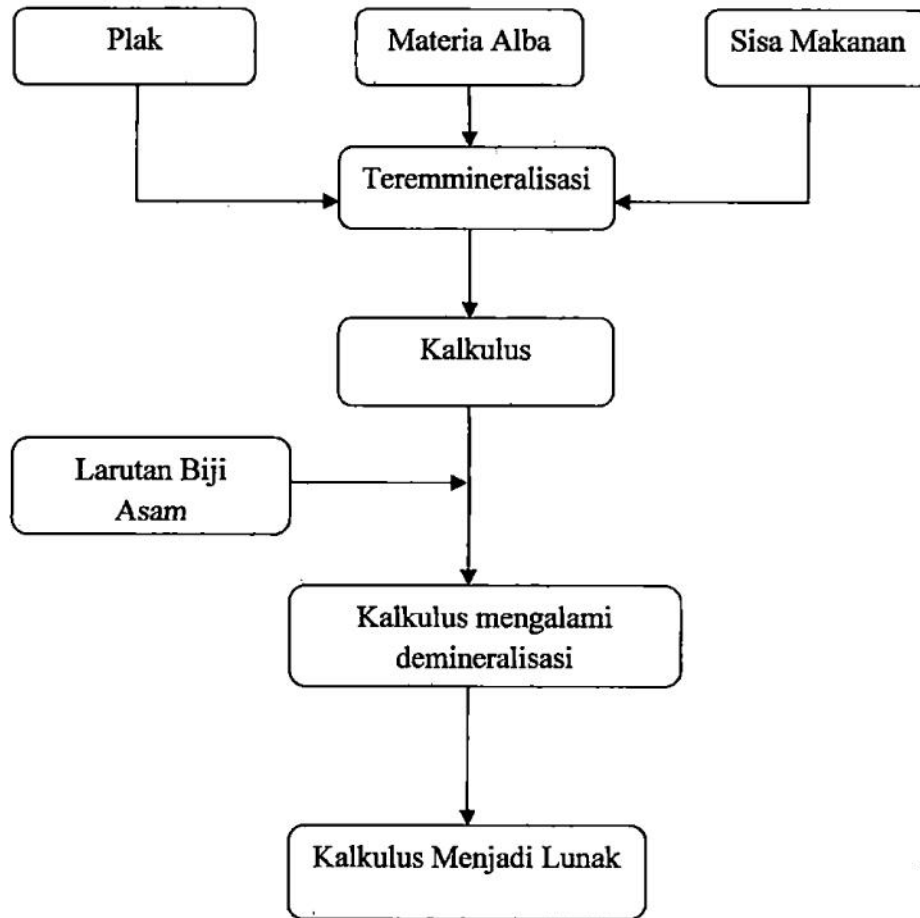 Plak
Materia Alba
Sisa Makanan
Teremmineralisasi
Kalkulus
Larutan Biji
Asam
Kalkulus mengalami
demineralisasi
Kalkulus Menjadi Lunak